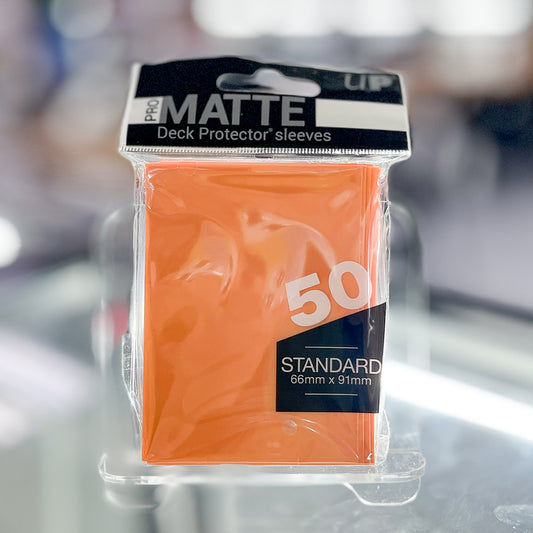 UP
PRO
MATTE
Deck Protector® sleeves
50
STANDARD
66mm x 91mm